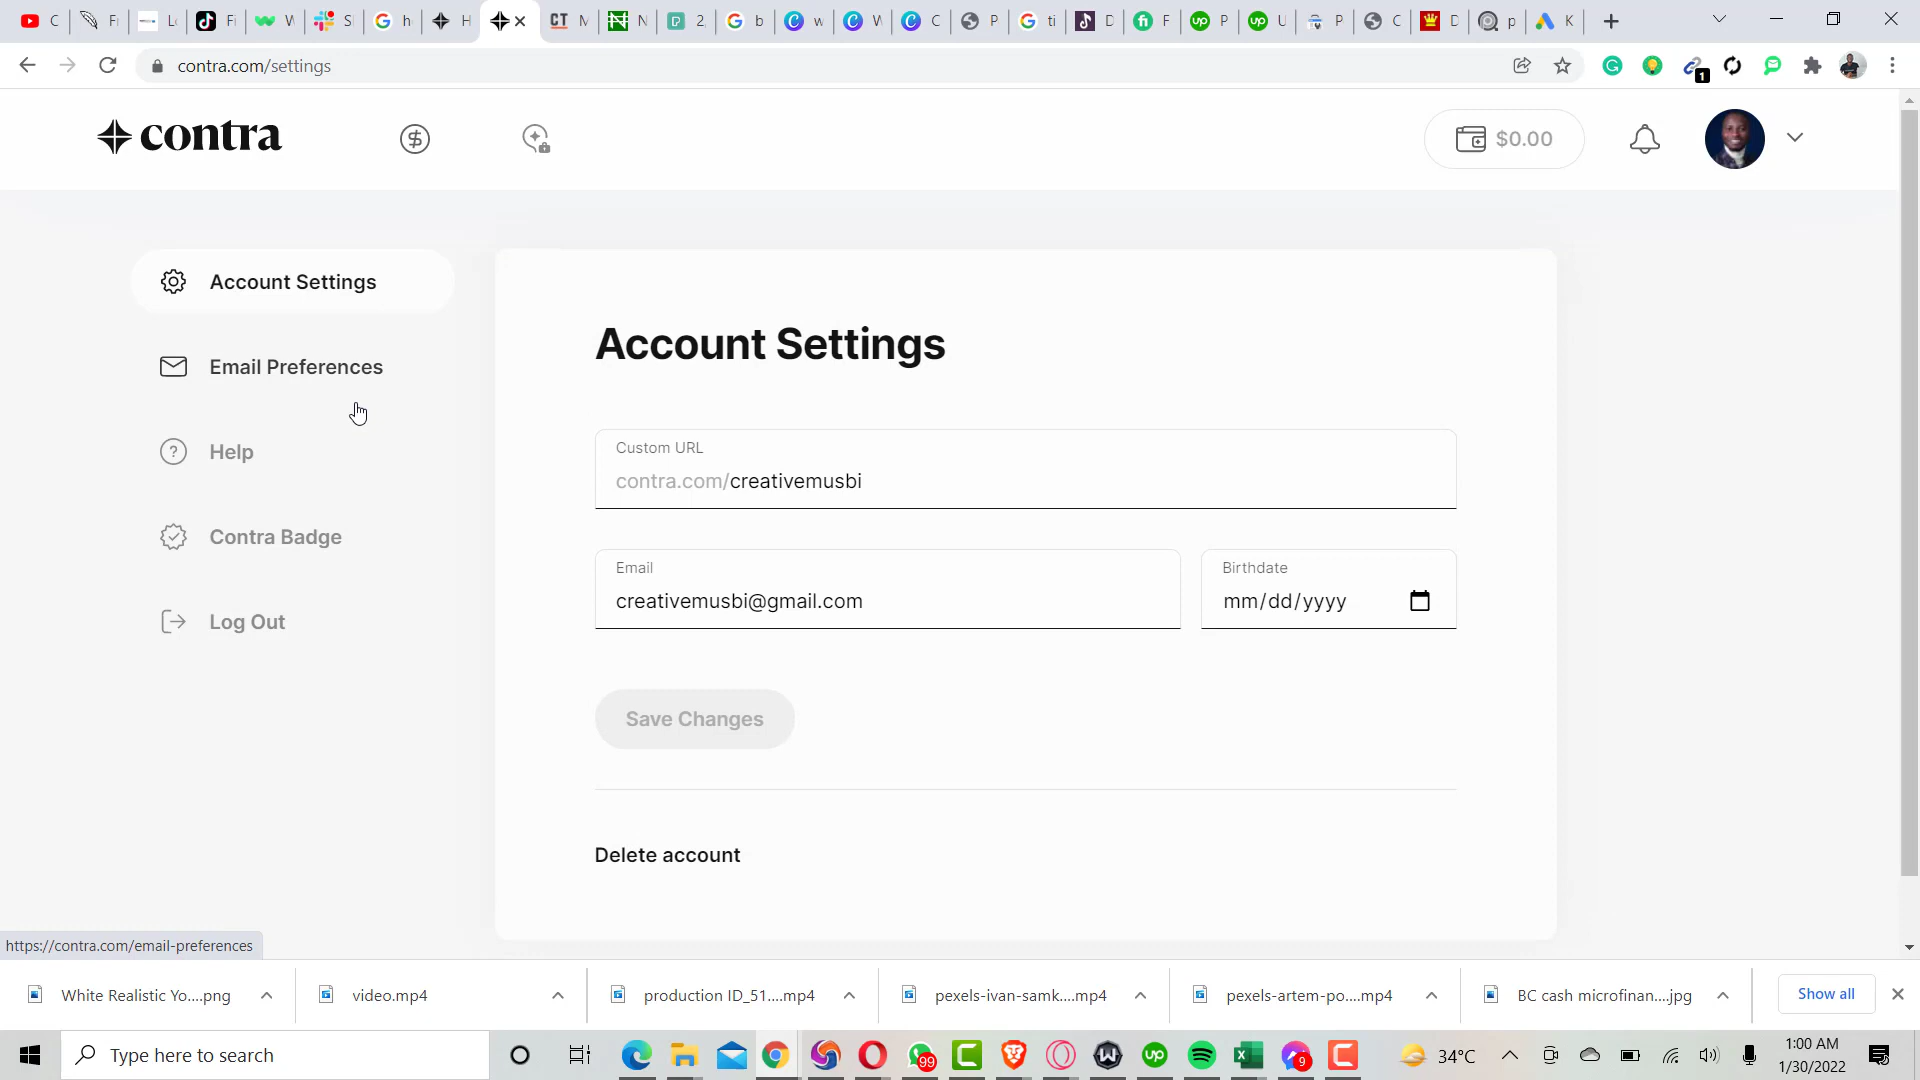 contra.com/settings
contra
$0.00
Account Settings
Email Preferences
Help
Contra Badge
Log Out
Account Settings
Custom URL
contra.com/creativemusbi
Email
creativemusbi@gmail.com
Birthdate
mm/dd/yyyy
Save Changes
Delete account
https://contra.com/email-preferences
White Realistic Yo....png
video.mp4
production ID_51....mp4
pexels-ivan-samk....mp4
pexels-artem-po....mp4
BC cash microfinan....jpg
Show all
Type here to search
99
9
34°C
1:00 AM
1/30/2022